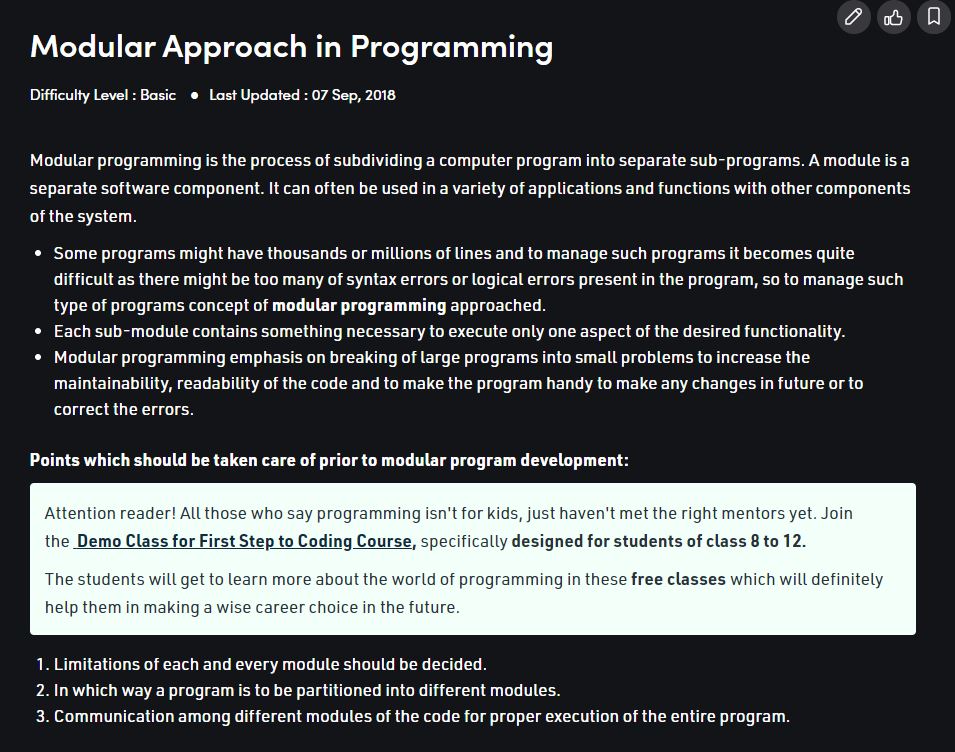 Modular Approach in Programming
Difficulty Level : Basic ● Last Updated : 07 Sep, 2018
Modular programming is the process of subdividing a computer program into separate sub-programs. A module is a
separate software component. It can often be used in a variety of applications and functions with other components
of the system.
• Some programs might have thousands or millions of lines and to manage such programs it becomes quite
difficult as there might be too many of syntax errors or logical errors present in the program, so to manage such
type of programs concept of modular programming approached.
• Each sub-module contains something necessary to execute only one aspect of the desired functionality.
• Modular programming emphasis on breaking of large programs into small problems to increase the
maintainability, readability of the code and to make the program handy to make any changes in future or to
correct the errors.
Points which should be taken care of prior to modular program development:
Attention reader! All those who say programming isn't for kids, just haven't met the right mentors yet. Join
the Demo Class for First Step to Coding Course, specifically designed for students of class 8 to 12.
The students will get to learn more about the world of programming in these free classes which will definitely
help them in making a wise career choice in the future.
1. Limitations of each and every module should be decided.
2. In which way a program is to be partitioned into different modules.
3. Communication among different modules of the code for proper execution of the entire program.